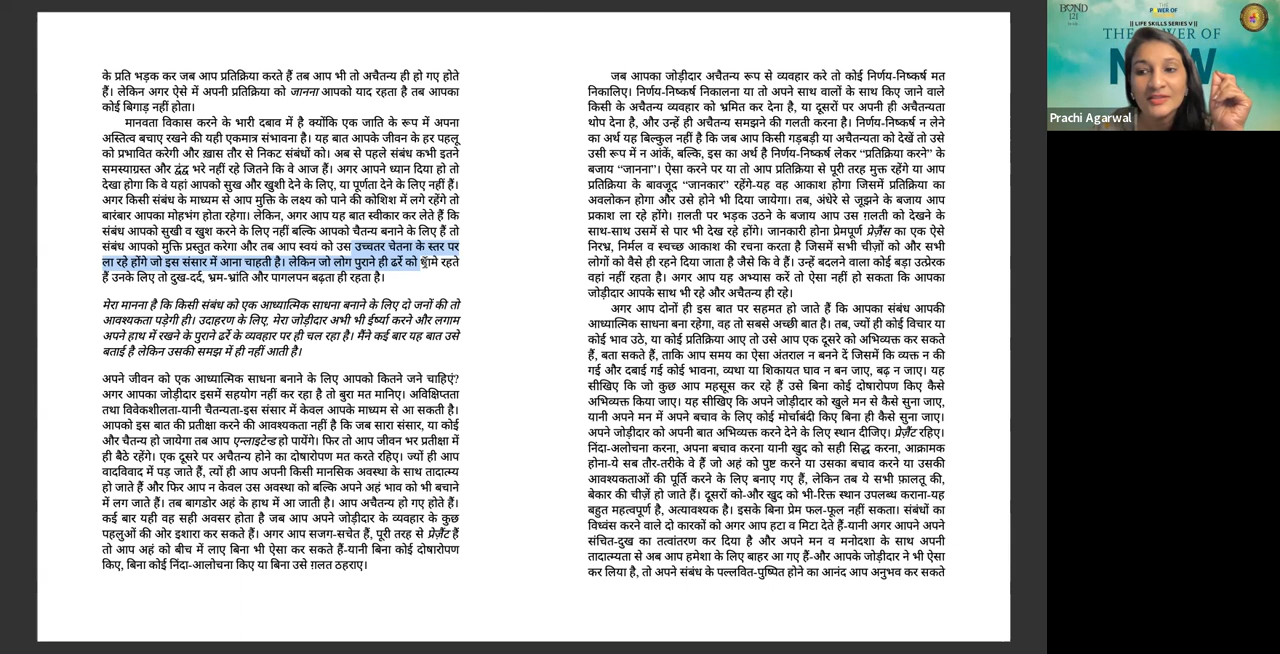 के प्रति भड़क कर जब आप प्रतिक्रिया करते हैं तब आप भी तो अचैतन्य ही हो गए होते
हैं। लेकिन अगर ऐसे में अपनी प्रतिक्रिया को जानना आपको याद रहता है तब आपका
कोई बिगाड़ नहीं होता।
मानवता विकास करने के भारी दबाव में है क्योंकि एक जाति के रूप में अपना
अस्तित्व बचाए रखने की यही एकमात्र संभावना है। यह बात आपके जीवन के हर पहलू
को प्रभावित करेगी और ख़ास तौर से निकट संबंधों को। अब से पहले संबंध कभी इतने
समस्याग्रस्त और द्वंद्व भरे नहीं रहे जितने कि वे आज हैं। अगर आपने ध्यान दिया हो तो
देखा होगा कि वे यहां आपको सुख और खुशी देने के लिए, या पूर्णता देने के लिए नहीं हैं।
अगर किसी संबंध के माध्यम से आप मुक्ति के लक्ष्य को पाने की कोशिश में लगे रहेंगे तो
बारंबार आपका मोहभंग होता रहेगा। लेकिन, अगर आप यह बात स्वीकार कर लेते हैं कि
संबंध आपको सुखी व खुश करने के लिए नहीं बल्कि आपको चैतन्य बनाने के लिए हैं तो
संबंध आपको मुक्ति प्रस्तुत करेगा और तब आप स्वयं को उस उच्चतर चेतना के स्तर पर
ला रहे होंगे जो इस संसार में आना चाहती है। लेकिन जो लोग पुराने ही ढर्रे को थामे रहते
हैं उनके लिए तो दुख-दर्द, भ्रम-भ्रांति और पागलपन बढ़ता ही रहता है।
मेरा मानना है कि किसी संबंध को एक आध्यात्मिक साधना बनाने के लिए दो जनों की तो
आवश्यकता पड़ेगी ही। उदाहरण के लिए, मेरा जोड़ीदार अभी भी ईर्ष्या करने और लगाम
अपने हाथ में रखने के पुराने ढर्रे के व्यवहार पर ही चल रहा है। मैंने कई बार यह बात उसे
बताई है लेकिन उसकी समझ में ही नहीं आती है।
अपने जीवन को एक आध्यात्मिक साधना बनाने के लिए आपको कितने जने चाहिएं?
अगर आपका जोड़ीदार इसमें सहयोग नहीं कर रहा है तो बुरा मत मानिए। अविक्षिप्तता
तथा विवेकशीलता-यानी चैतन्यता-इस संसार में केवल आपके माध्यम से आ सकती है।
आपको इस बात की प्रतीक्षा करने की आवश्यकता नहीं है कि जब सारा संसार, या कोई
और चैतन्य हो जायेगा तब आप एन्लाइटेन्ड हो पायेंगे। फिर तो आप जीवन भर प्रतीक्षा में
ही बैठे रहेंगे। एक दूसरे पर अचैतन्य होने का दोषारोपण मत करते रहिए। ज्यों ही आप
वादविवाद में पड़ जाते हैं, त्यों ही आप अपनी किसी मानसिक अवस्था के साथ तादात्म्य
हो जाते हैं और फिर आप न केवल उस अवस्था को बल्कि अपने अहं भाव को भी बचाने
में लग जाते हैं। तब बागडोर अहं के हाथ में आ जाती है। आप अचैतन्य हो गए होते हैं।
कई बार यही वह सही अवसर होता है जब आप अपने जोड़ीदार के व्यवहार के कुछ
पहलुओं की ओर इशारा कर सकते हैं। अगर आप सजग-सचेत हैं, पूरी तरह से प्रेज़ैंट हैं
तो आप अहं को बीच में लाए बिना भी ऐसा कर सकते हैं-यानी बिना कोई दोषारोपण
किए, बिना कोई निंदा-आलोचना किए या बिना उसे ग़लत ठहराए।
जब आपका जोड़ीदार अचैतन्य रूप से व्यवहार करे तो कोई निर्णय-निष्कर्ष मत
निकालिए। निर्णय-निष्कर्ष निकालना या तो अपने साथ वालों के साथ किए जाने वाले
किसी के अचैतन्य व्यवहार को भ्रमित कर देना है, या दूसरों पर अपनी ही अचैतन्यता
थोप देना है, और उन्हें ही अचैतन्य समझने की गलती करना है। निर्णय-निष्कर्ष न लेने
का अर्थ यह बिल्कुल नहीं है कि जब आप किसी गड़बड़ी या अचैतन्यता को देखें तो उसे
उसी रूप में न आंकें, बल्कि, इस का अर्थ है निर्णय-निष्कर्ष लेकर “प्रतिक्रिया करने” के
बजाय “जानना”। ऐसा करने पर या तो आप प्रतिक्रिया से पूरी तरह मुक्त रहेंगे या आप
प्रतिक्रिया के बावजूद “जानकार” रहेंगे-यह वह आकाश होगा जिसमें प्रतिक्रिया का
अवलोकन होगा और उसे होने भी दिया जायेगा। तब, अंधेरे से जूझने के बजाय आप
प्रकाश ला रहे होंगे। ग़लती पर भड़क उठने के बजाय आप उस ग़लती को देखने के
साथ-साथ उसमें से पार भी देख रहे होंगे। जानकारी होना प्रेमपूर्ण प्रेज़ैंस का एक ऐसे
निरभ्र, निर्मल व स्वच्छ आकाश की रचना करता है जिसमें सभी चीज़ों को और सभी
लोगों को वैसे ही रहने दिया जाता है जैसे कि वे हैं। उन्हें बदलने वाला कोई बड़ा उत्प्रेरक
वहां नहीं रहता है। अगर आप यह अभ्यास करें तो ऐसा नहीं हो सकता कि आपका
जोड़ीदार आपके साथ भी रहे और अचैतन्य ही रहे।
अगर आप दोनों ही इस बात पर सहमत हो जाते हैं कि आपका संबंध आपकी
आध्यात्मिक साधना बना रहेगा, वह तो सबसे अच्छी बात है। तब, ज्यों ही कोई विचार या
कोई भाव उठे, या कोई प्रतिक्रिया आए तो उसे आप एक दूसरे को अभिव्यक्त कर सकते
हैं, बता सकते हैं, ताकि आप समय का ऐसा अंतराल न बनने दें जिसमें कि व्यक्त न की
गई और दबाई गई कोई भावना, व्यथा या शिकायत घाव न बन जाए, बढ़ न जाए। यह
सीखिए कि जो कुछ आप महसूस कर रहे हैं उसे बिना कोई दोषारोपण किए कैसे
अभिव्यक्त किया जाए। यह सीखिए कि अपने जोड़ीदार को खुले मन से कैसे सुना जाए,
यानी अपने मन में अपने बचाव के लिए कोई मोर्चाबंदी किए बिना ही कैसे सुना जाए।
अपने जोड़ीदार को अपनी बात अभिव्यक्त करने देने के लिए स्थान दीजिए। प्रेज़ैंट रहिए।
निंदा-अलोचना करना, अपना बचाव करना यानी खुद को सही सिद्ध करना, आक्रामक
होना-ये सब तौर-तरीके वे हैं जो अहं को पुष्ट करने या उसका बचाव करने या उसकी
आवश्यकताओं की पूर्ति करने के लिए बनाए गए हैं, लेकिन तब ये सभी फ़ालतू की,
बेकार की चीज़ें हो जाते हैं। दूसरों को-और खुद को भी-रिक्त स्थान उपलब्ध कराना-यह
बहुत महत्वपूर्ण है, अत्यावश्यक है। इसके बिना प्रेम फल-फूल नहीं सकता। संबंधों का
विध्वंस करने वाले दो कारकों को अगर आप हटा व मिटा देते हैं-यानी अगर आपने अपने
संचित-दुख का तत्वांतरण कर दिया है और अपने मन व मनोदशा के साथ अपनी
तादात्म्यता से अब आप हमेशा के लिए बाहर आ गए हैं-और आपके जोड़ीदार ने भी ऐसा
कर लिया है, तो अपने संबंध के पल्लवित-पुष्पित होने का आनंद आप अनुभव कर सकते
BOND
121
THE
POWER OF
|| LIFE SKILLS SERIES V ||
THE POWER OF
Prachi Agarwal